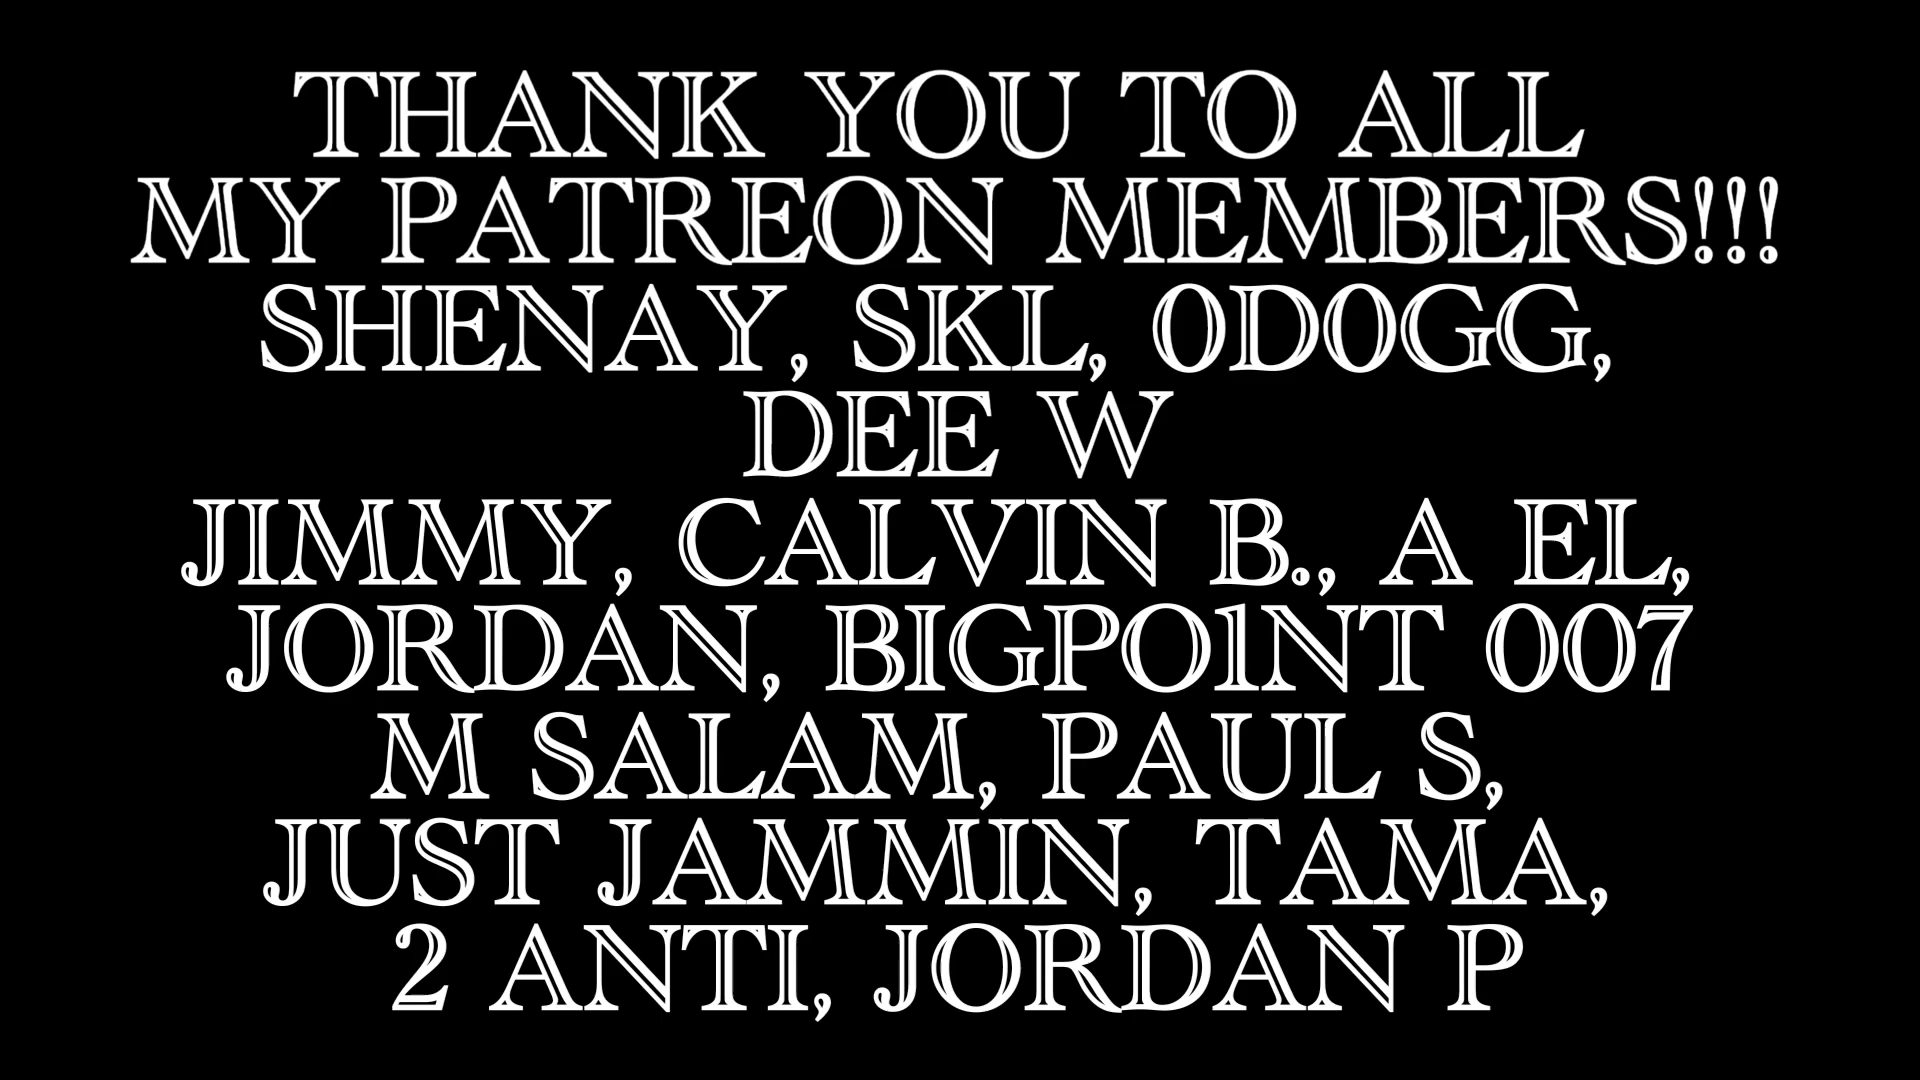 THANK YOU TO ALL
MY PATREON MEMBERS!!!
SHENAY, SKL, 0D0GG,
DEE W
JIMMY, CALVIN B., A EL,
JORDAN, BIGPO1NT 007
M SALAM, PAUL S,
JUST JAMMIN, TAMA,
2 ANTI, JORDAN P